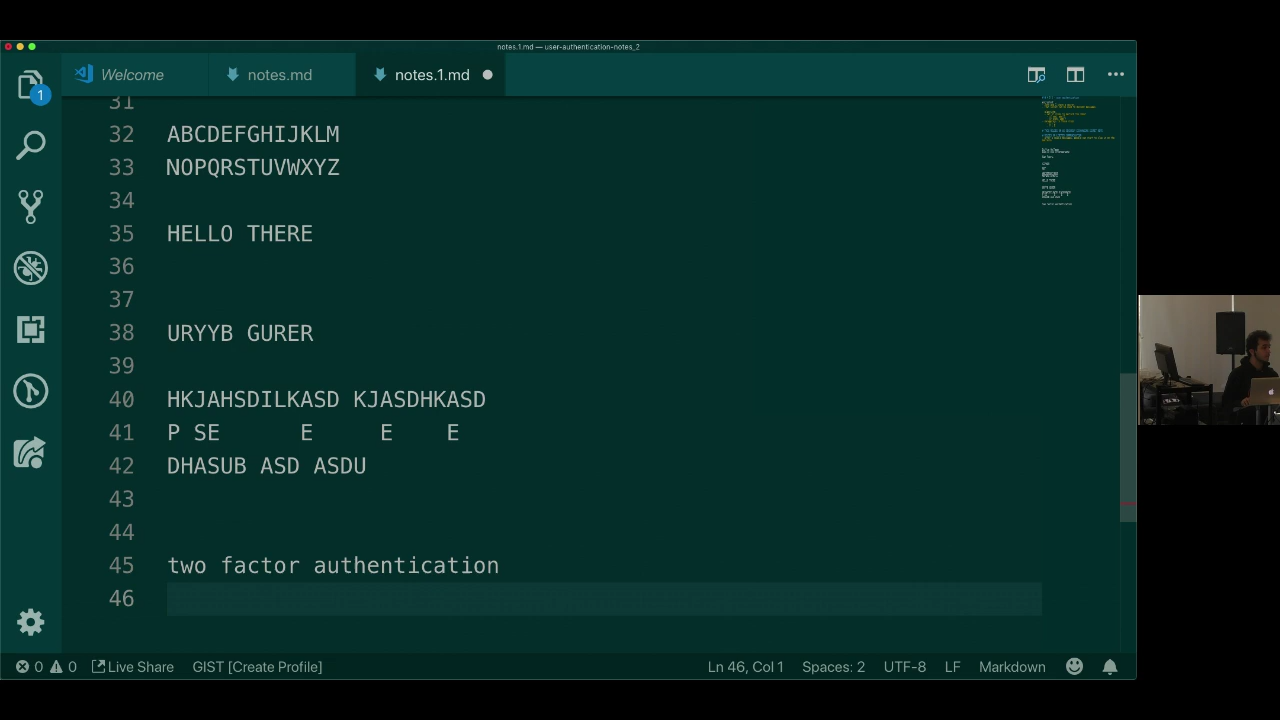 notes.1.md — user-authentication-notes_2
Welcome
notes.md
notes.1.md
1
31
32 ABCDEFGHIJKLM
33 NOPQRSTUVWXYZ
34
35 HELLO THERE
36
37
38 URYYB GURER
39
40 HKJAHSDILKASD KJASDHKASD
41 P SE      E     E    E
42 DHASUB ASD ASDU
43
44
45 two factor authentication
46
0 0 Live Share GIST [Create Profile] Ln 46, Col 1 Spaces: 2 UTF-8 LF Markdown